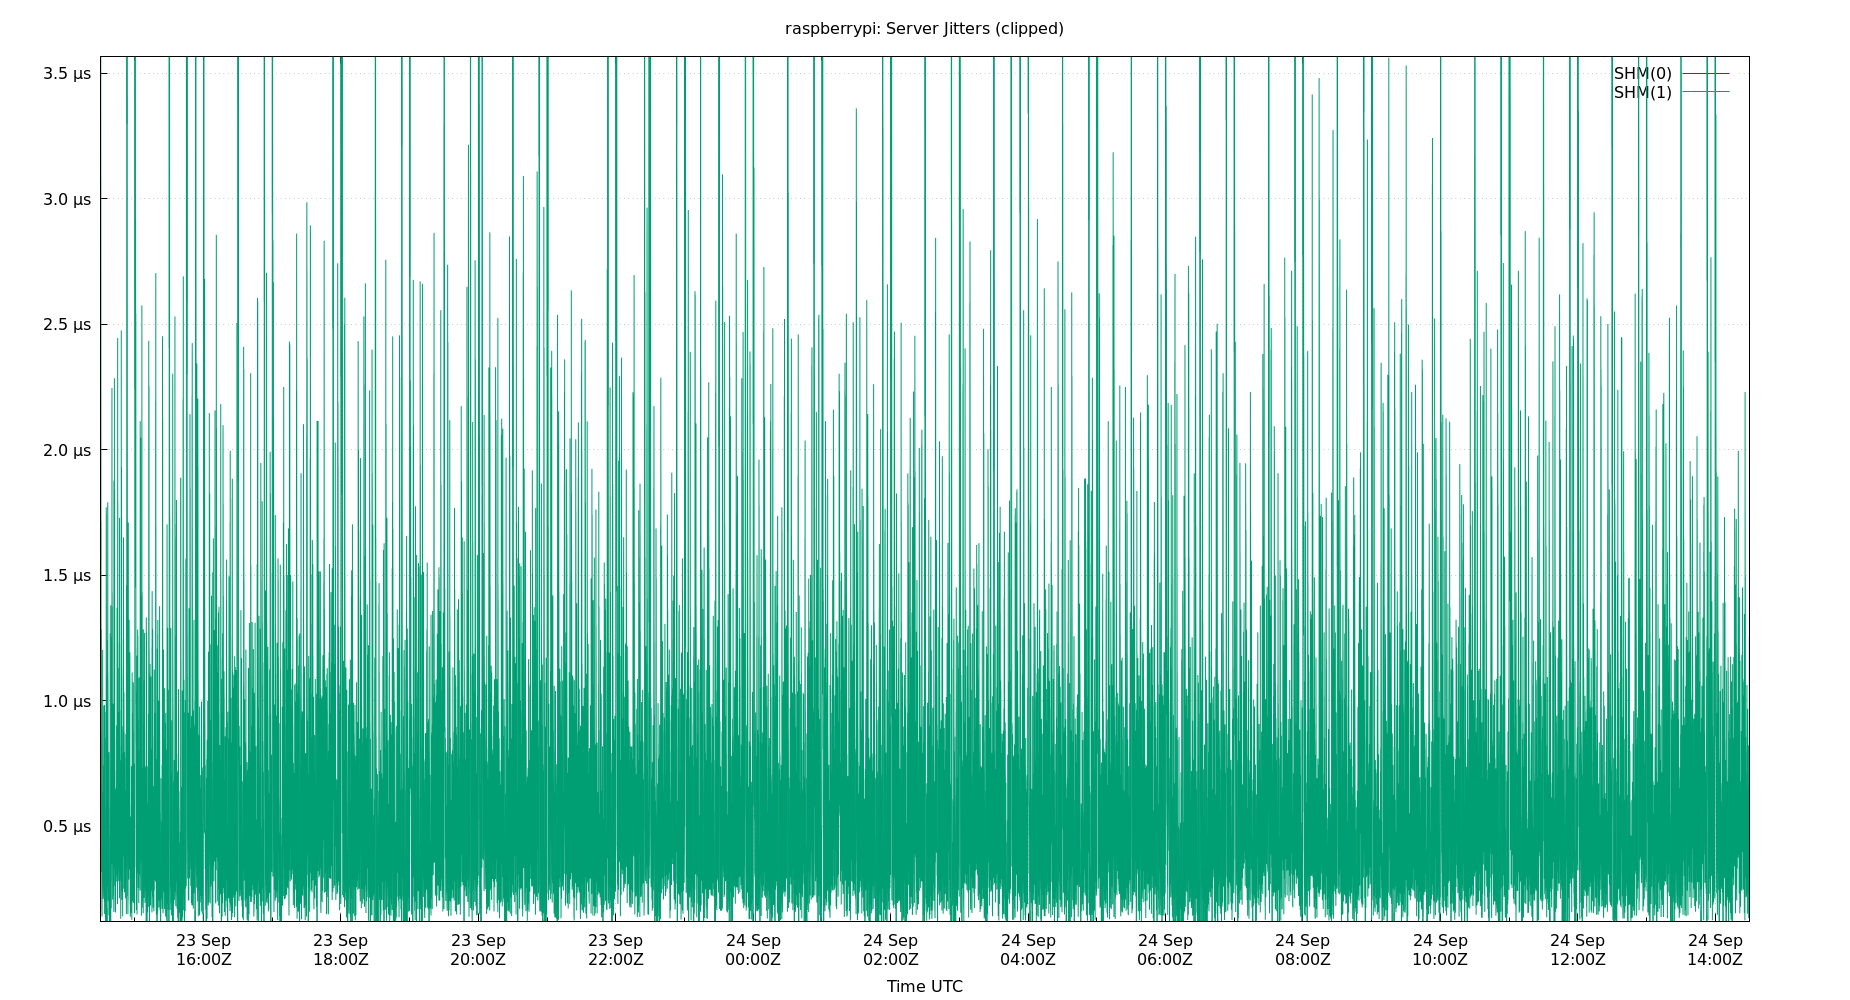 raspberrypi: Server Jitters (clipped)
3.5 µs
3.0 µs
2.5 µs
2.0 µs
1.5 µs
1.0 µs
0.5 µs
SHM(0)
SHM(1)
23 Sep 23 Sep 23 Sep 23 Sep 24 Sep 24 Sep 24 Sep 24 Sep 24 Sep 24 Sep 24 Sep 24 Sep
16:00Z 18:00Z 20:00Z 22:00Z 00:00Z 02:00Z 04:00Z 06:00Z 08:00Z 10:00Z 12:00Z 14:00Z
Time UTC